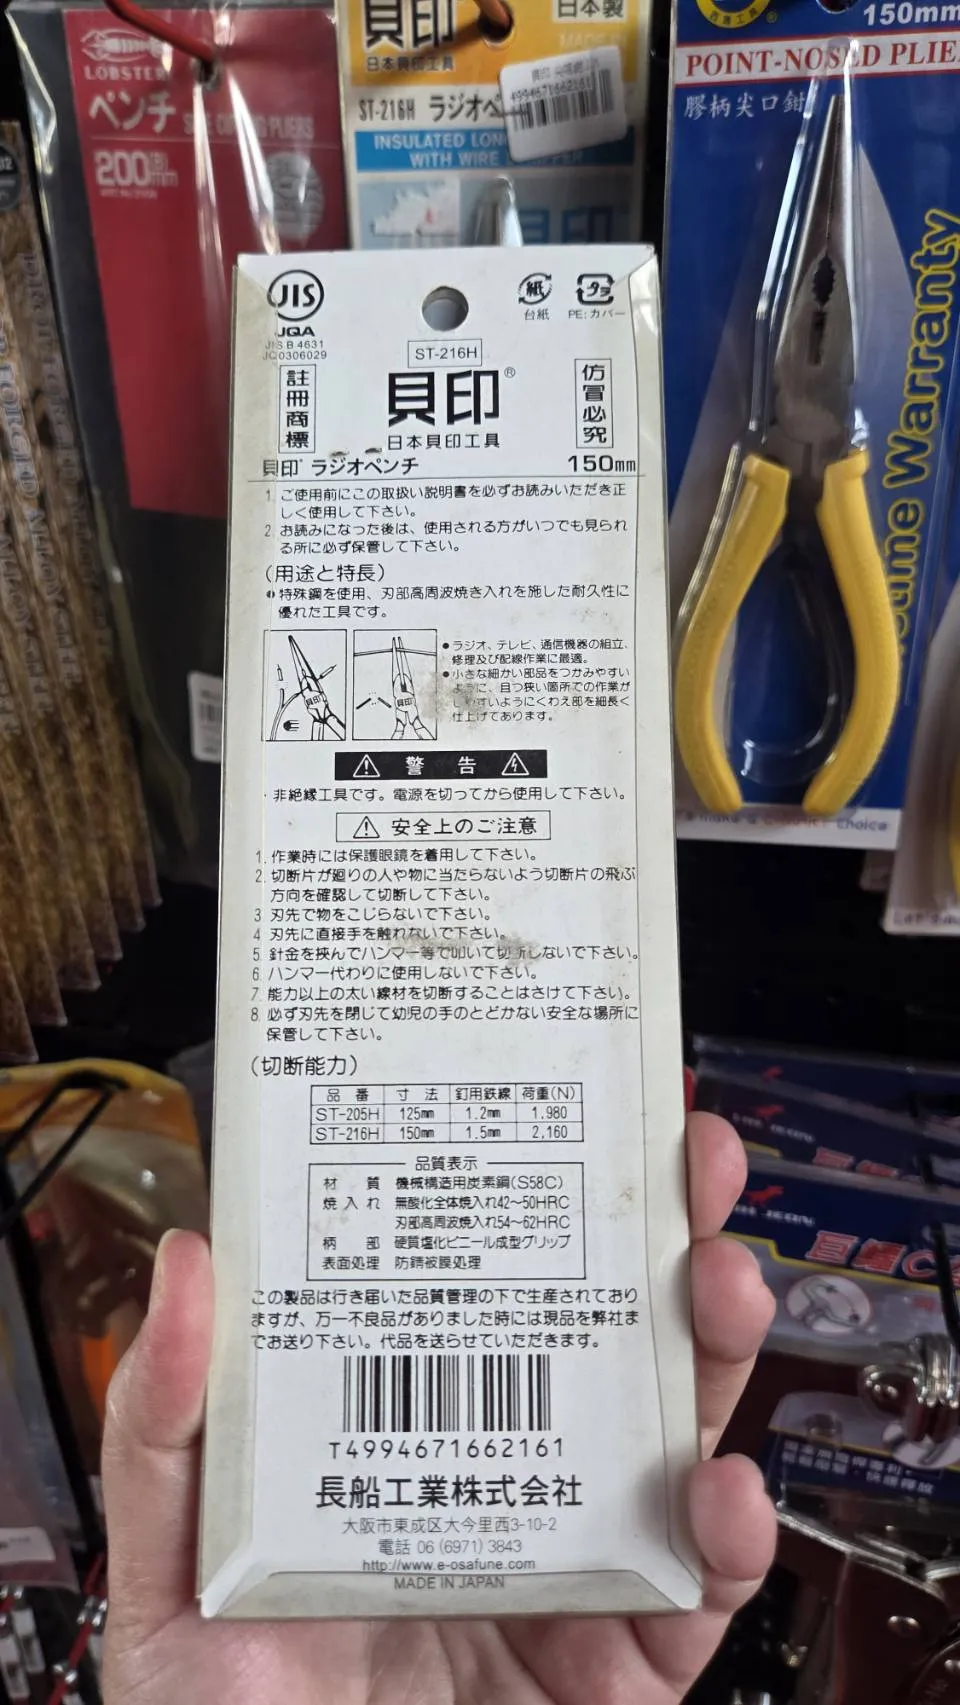 LOBSTER
ペンチ
200mm
貝印
日本製
日本貝印工具
ST-216H ラジオペ
INSULATED LON
WITH WIRE
4994671662161
150mm
POINT-NOSED PLIE
膠柄尖口鉗
Warranty
JIS
JQA
JIS B 4631
JQ0306029
紙
台紙
プラ
PE:カバー
ST-216H
註冊商標
貝印®
仿冒必究
日本貝印工具
貝印 ラジオペンチ 150mm
1. ご使用前にこの取扱い説明書を必ずお読みいただき正
しく使用して下さい。
2. お読みになった後は、使用される方がいつでも見られ
る所に必ず保管して下さい。
(用途と特長)
●特殊鋼を使用、刃部高周波焼き入れを施した耐久性に
優れた工具です。
貝印
貝印
●ラジオ、テレビ、通信機器の組立、
修理及び配線作業に最適。
●小さな細かい部品をつかみやすい
ように、且つ狭い箇所での作業が
しやすいようにくわえ部を細長く
仕上げてあります。
警告
・非絶縁工具です。電源を切ってから使用して下さい。
安全上のご注意
1. 作業時には保護眼鏡を着用して下さい。
2. 切断片が廻りの人や物に当たらないよう切断片の飛ぶ
方向を確認して切断して下さい。
3. 刃先で物をこじらないで下さい。
4. 刃先に直接手を触れないで下さい。
5. 針金を挟んでハンマー等で叩いて切断しないで下さい。
6. ハンマー代わりに使用しないで下さい。
7. 能力以上の太い線材を切断することはさけて下さい。
8. 必ず刃先を閉じて幼児の手のとどかない安全な場所に
保管して下さい。
(切断能力)
品番 寸法 釘用鉄線 荷重(N)
ST-205H 125mm 1.2mm 1,980
ST-216H 150mm 1.5mm 2,160
品質表示
材質 機械構造用炭素鋼(S58C)
焼入れ 無酸化全体焼入れ42〜50HRC
刃部高周波焼入れ54〜62HRC
柄部 硬質塩化ビニール成型グリップ
表面処理 防錆被膜処理
この製品は行き届いた品質管理の下で生産されており
ますが、万一不良品がありました時には現品を弊社ま
でお送り下さい。代品を送らせていただきます。
T4994671662161
長船工業株式会社
大阪市東成区大今里西3-10-2
電話 06 (6971) 3843
http://www.e-osafune.com
MADE IN JAPAN